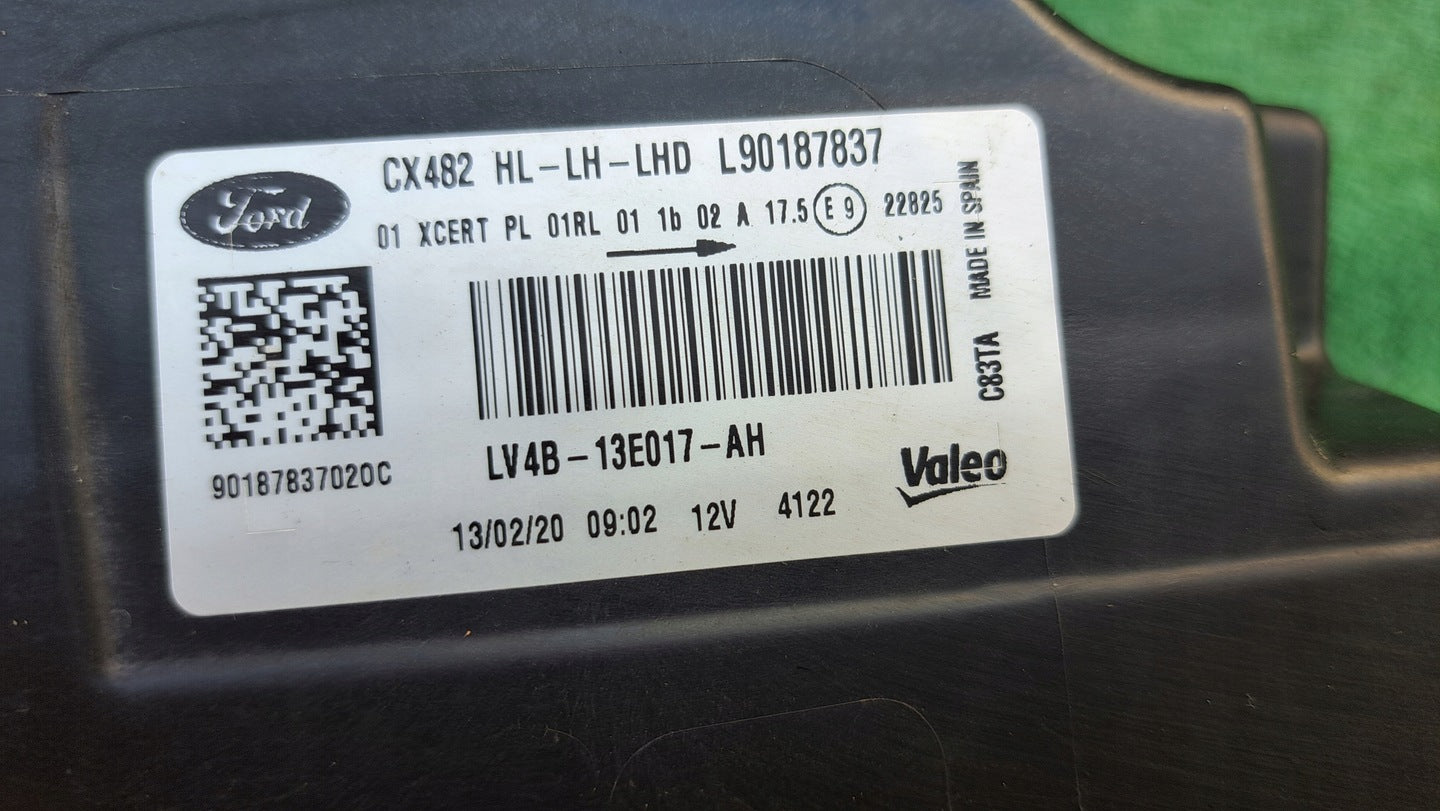 Ford
CX482 HL-LH-LHD L90187837
01 XCERT PL 01RL 01 1b 02 A 17.5 E 9 22825
MADE IN SPAIN
C83TA
90187837020C
LV4B-13E017-AH
13/02/20 09:02 12V 4122
Valeo